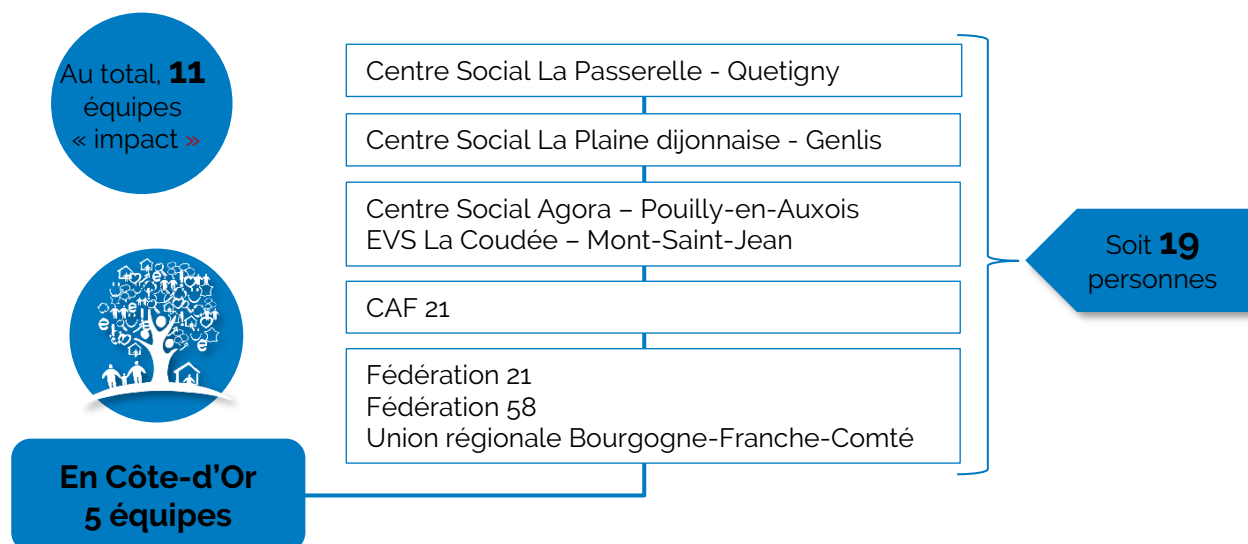 Au total, 11
équipes
« impact »
Centre Social La Passerelle - Quetigny
Centre Social La Plaine dijonnaise - Genlis
Centre Social Agora – Pouilly-en-Auxois
EVS La Coudée – Mont-Saint-Jean
CAF 21
Fédération 21
Fédération 58
Union régionale Bourgogne-Franche-Comté
Soit 19
personnes
En Côte-d’Or
5 équipes